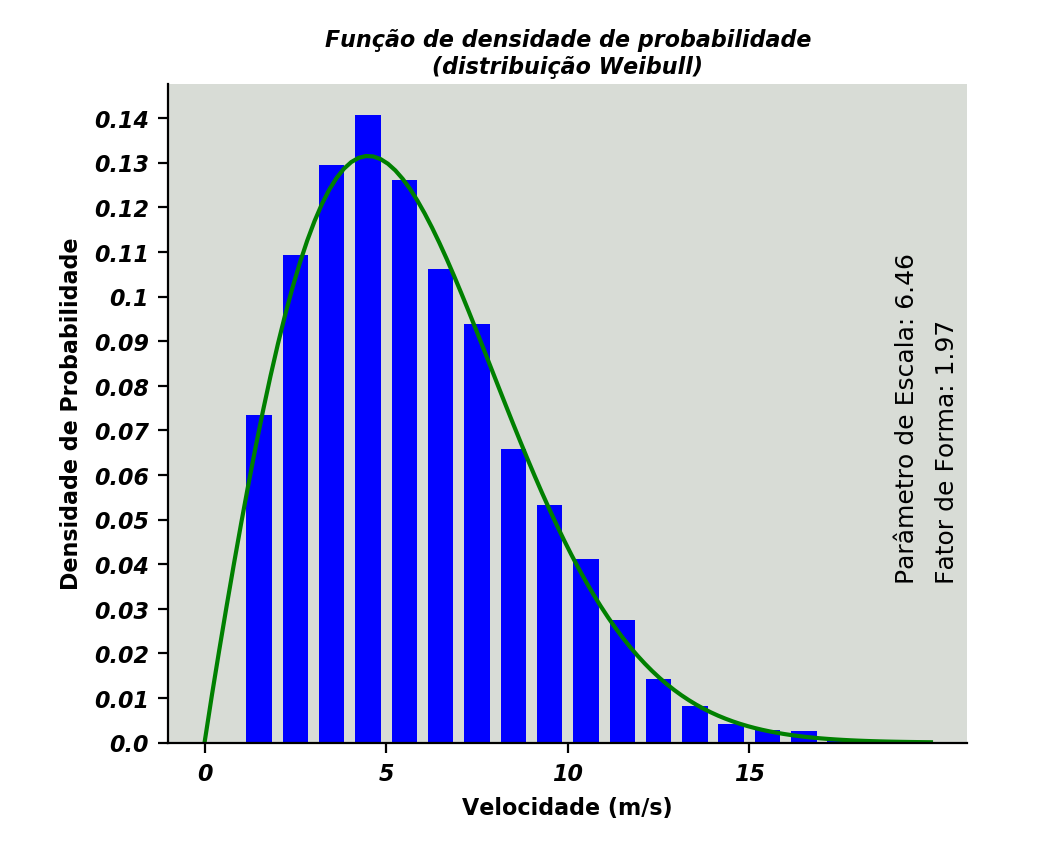 Função de densidade de probabilidade
(distribuição Weibull)
Densidade de Probabilidade
0.14
0.13
0.12
0.11
0.1
0.09
0.08
0.07
0.06
0.05
0.04
0.03
0.02
0.01
0.0
Parâmetro de Escala: 6.46
Fator de Forma: 1.97
0 5 10 15
Velocidade (m/s)